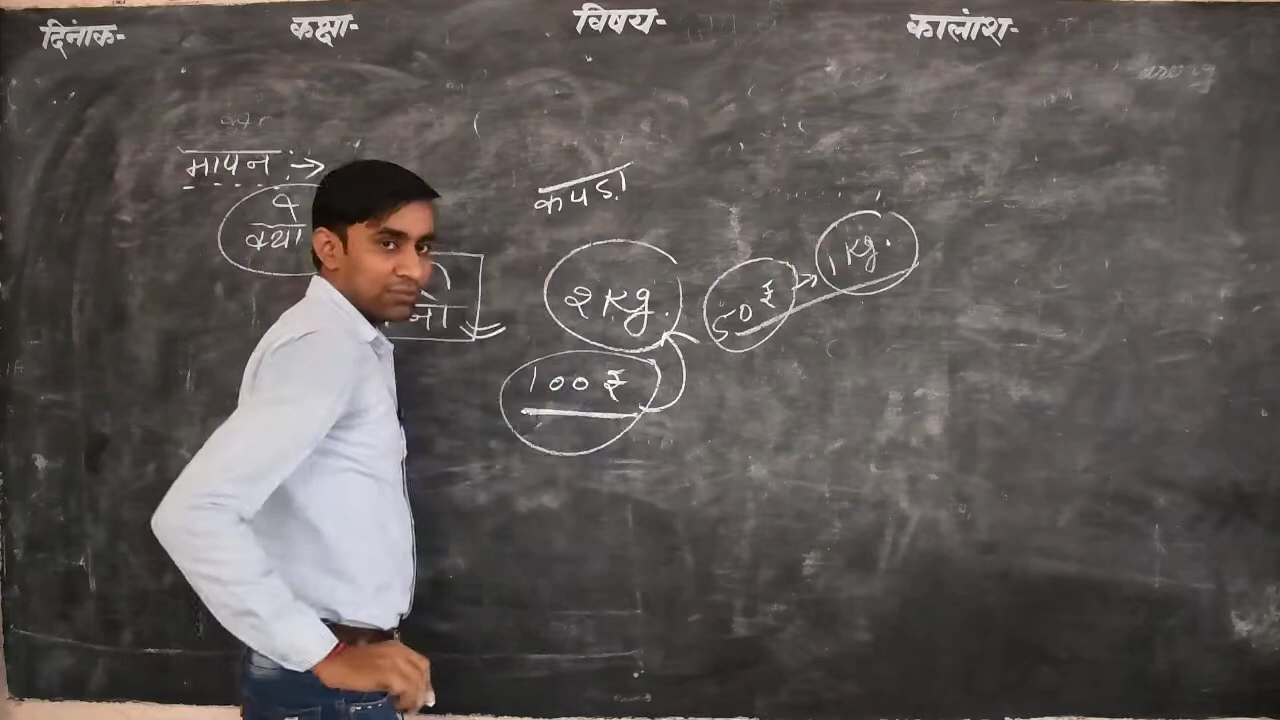 दिनांक- कक्षा- विषय- कालांश-
मापन :→
क्या
कपड़ा
2 Kg.
50 ₹ → 1 Kg.
100 ₹